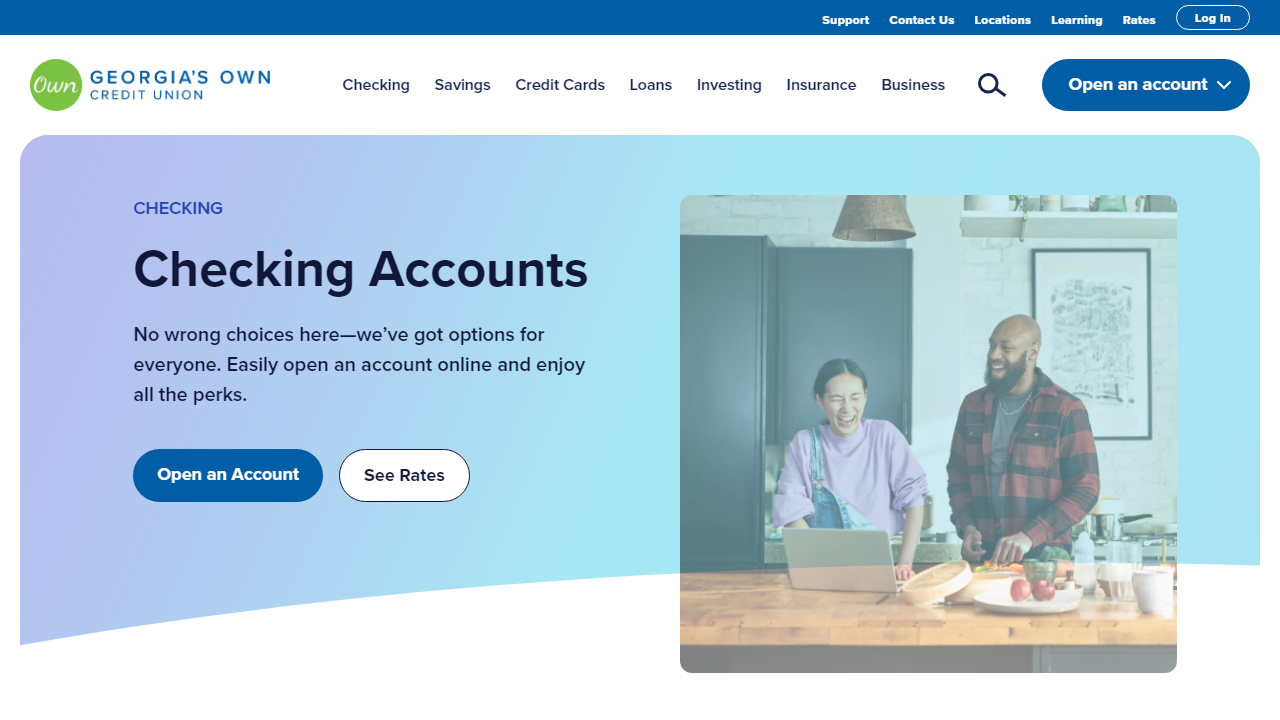 Support Contact Us Locations Learning Rates Log In
Own GEORGIA'S OWN
CREDIT UNION
Checking Savings Credit Cards Loans Investing Insurance Business Open an account
CHECKING
Checking Accounts
No wrong choices here—we've got options for
everyone. Easily open an account online and enjoy
all the perks.
Open an Account See Rates